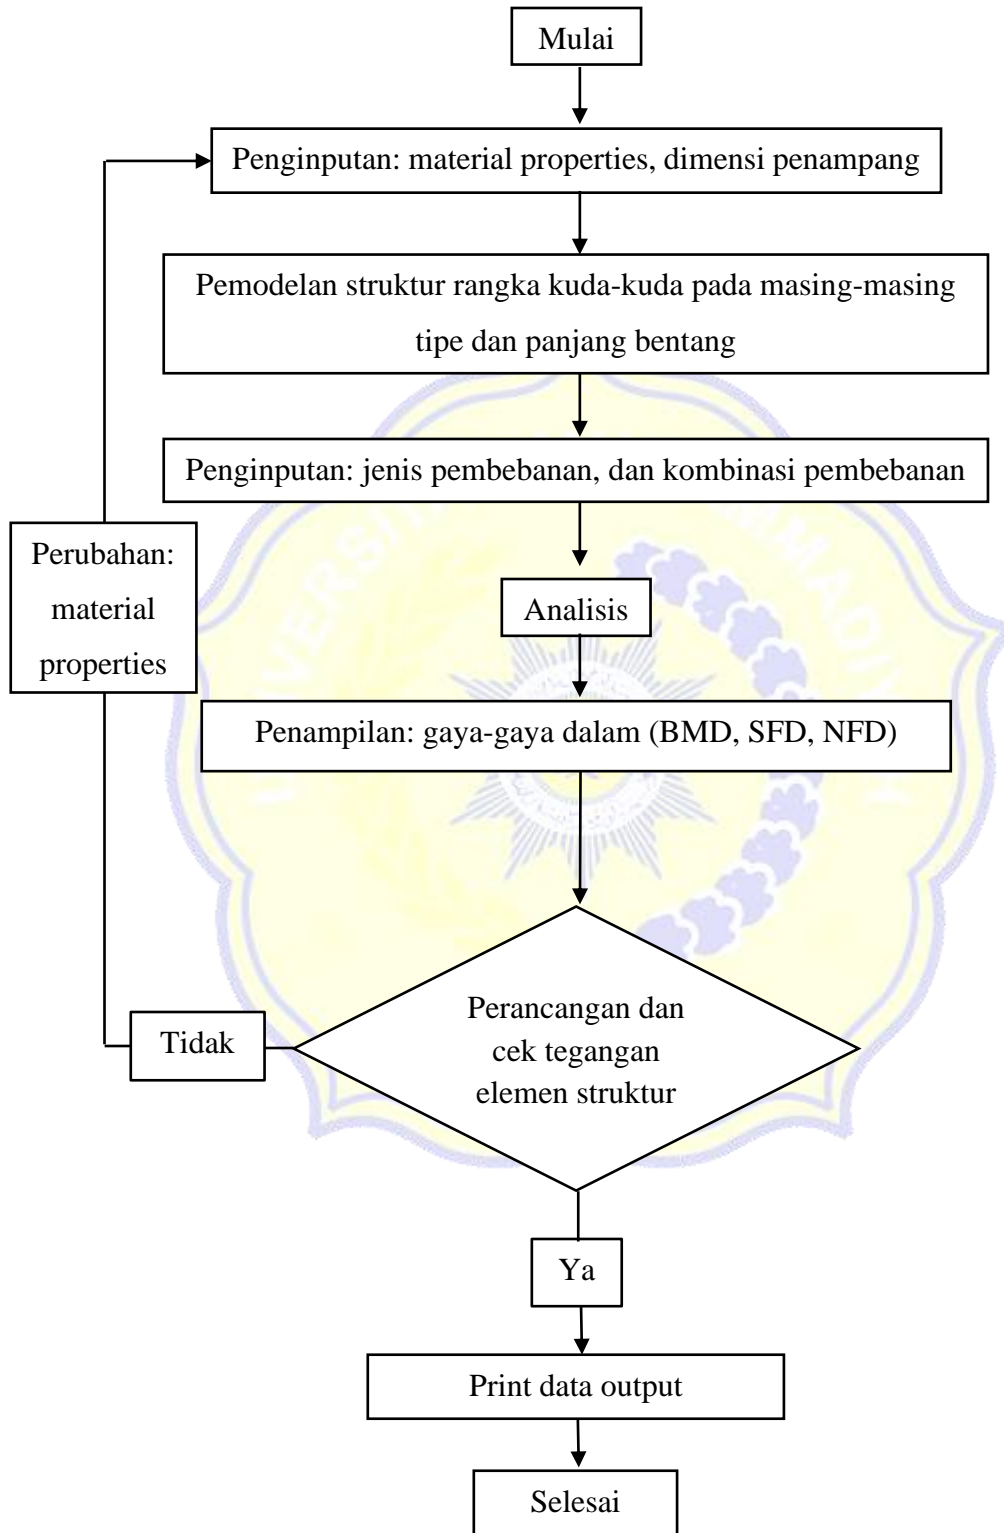 Mulai
Penginputan: material properties, dimensi penampang
Pemodelan struktur rangka kuda-kuda pada masing-masing
tipe dan panjang bentang
Penginputan: jenis pembebanan, dan kombinasi pembebanan
Perubahan:
material
properties
Analisis
Penampilan: gaya-gaya dalam (BMD, SFD, NFD)
Perancangan dan
cek tegangan
elemen struktur
Tidak
Ya
Print data output
Selesai